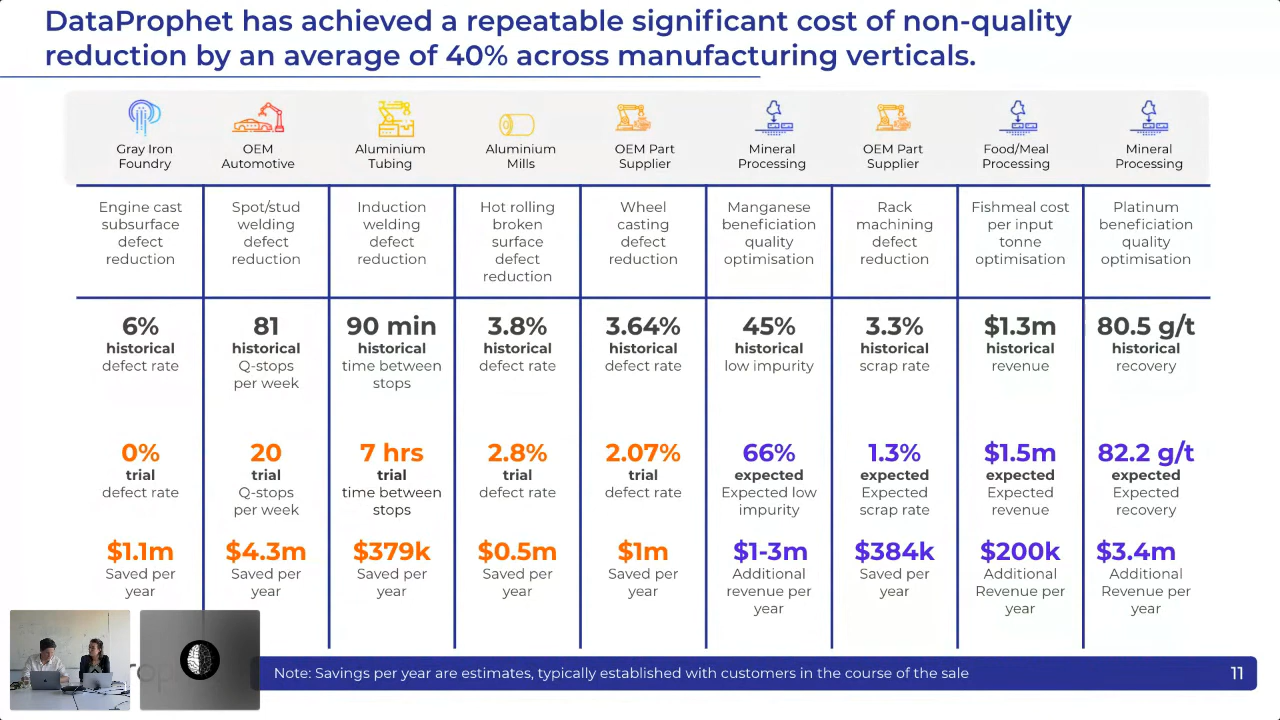 DataProphet has achieved a repeatable significant cost of non-quality
reduction by an average of 40% across manufacturing verticals.
Gray Iron
Foundry
OEM
Automotive
Aluminium
Tubing
Aluminium
Mills
OEM Part
Supplier
Mineral
Processing
OEM Part
Supplier
Food/Meal
Processing
Mineral
Processing
Engine cast
subsurface
defect
reduction
Spot/stud
welding
defect
reduction
Induction
welding
defect
reduction
Hot rolling
broken
surface
defect
reduction
Wheel
casting
defect
reduction
Manganese
beneficiation
quality
optimisation
Rack
machining
defect
reduction
Fishmeal cost
per input
tonne
optimisation
Platinum
beneficiation
quality
optimisation
6%
historical
defect rate
81
historical
Q-stops
per week
90 min
historical
time between
stops
3.8%
historical
defect rate
3.64%
historical
defect rate
45%
historical
low impurity
3.3%
historical
scrap rate
$1.3m
historical
revenue
80.5 g/t
historical
recovery
0%
trial
defect rate
20
trial
Q-stops
per week
7 hrs
trial
time between
stops
2.8%
trial
defect rate
2.07%
trial
defect rate
66%
expected
Expected low
impurity
1.3%
expected
Expected
scrap rate
$1.5m
expected
Expected
revenue
82.2 g/t
expected
Expected
recovery
$1.1m
Saved per
year
$4.3m
Saved per
year
$379k
Saved per
year
$0.5m
Saved per
year
$1m
Saved per
year
$1-3m
Additional
revenue per
year
$384k
Saved per
year
$200k
Additional
Revenue per
year
$3.4m
Additional
Revenue per
year
Note: Savings per year are estimates, typically established with customers in the course of the sale
11